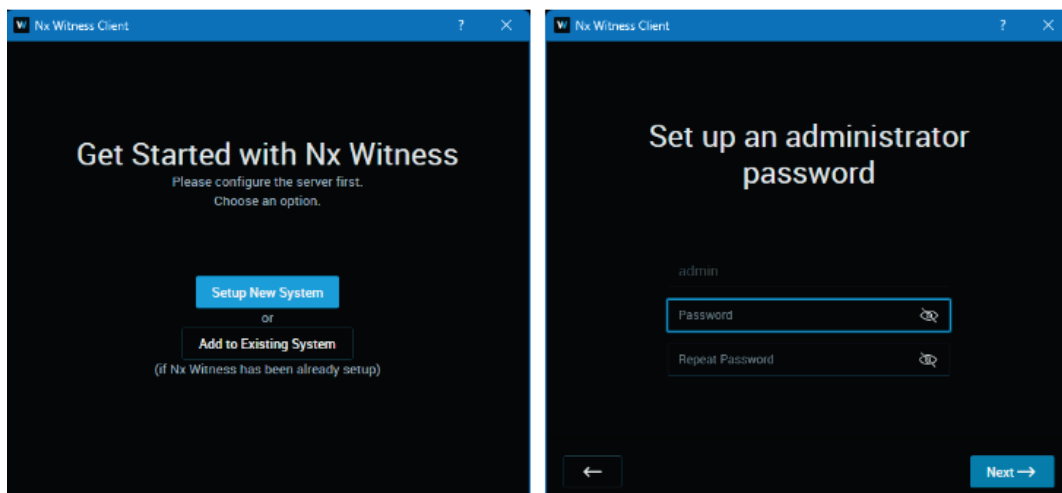 Nx Witness Client
Get Started with Nx Witness
Please configure the server first.
Choose an option.
Setup New System
or
Add to Existing System
(if Nx Witness has been already setup)
Nx Witness Client
Set up an administrator
password
admin
Password
Repeat Password
Next